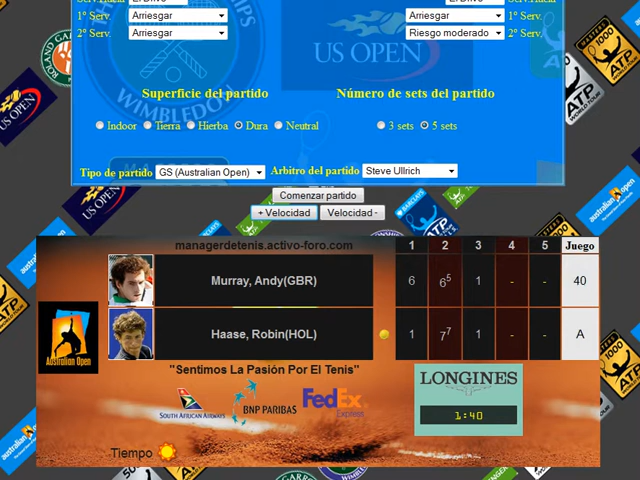 1º Serv. Arriesgar Arriesgar 1º Serv.
2º Serv. Arriesgar Riesgo moderado 2º Serv.
US OPEN
WIMBLEDON
Superficie del partido Número de sets del partido
Indoor Tierra Hierba Dura Neutral 3 sets 5 sets
Tipo de partido GS (Australian Open) Arbitro del partido Steve Ullrich
Comenzar partido
+ Velocidad Velocidad -
managerdetenis.activo-foro.com 1 2 3 4 5 Juego
Murray, Andy(GBR) 6 6⁵ 1 - - 40
Haase, Robin(HOL) 1 7⁷ 1 - - A
Australian Open
"Sentimos La Pasión Por El Tenis"
SOUTH AFRICAN AIRWAYS
BNP PARIBAS
FedEx
Express
LONGINES
1:40
Tiempo